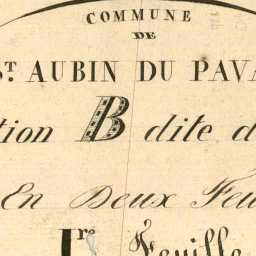 COMMUNE
DE
ST. AUBIN DU PAVA
tion B dite d
En Deux Feu
1re Feuille